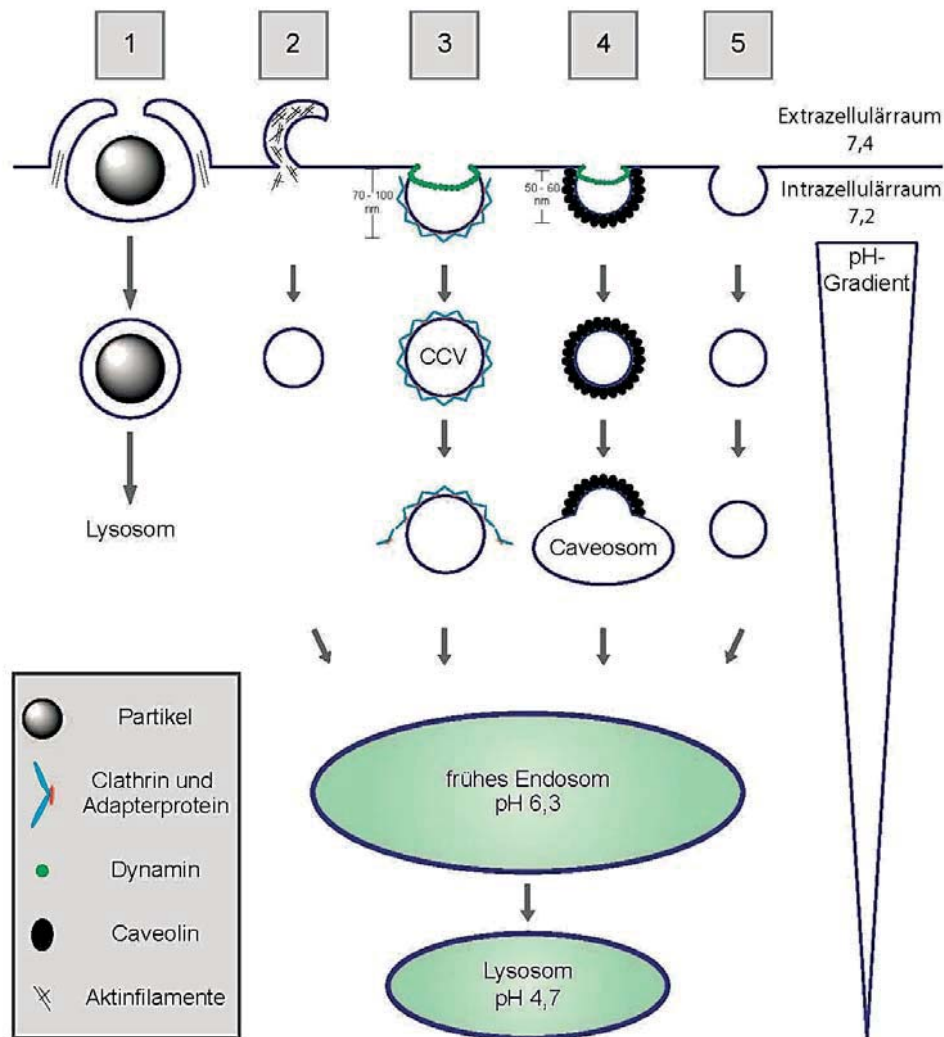 1
2
3
4
5
Extrazellulärraum
7,4
70 - 100
nm
50 - 60
nm
Intrazellulärraum
7,2
pH-
Gradient
CCV
Lysosom
Caveosom
Partikel
Clathrin und
Adapterprotein
Dynamin
Caveolin
Aktinfilamente
frühes Endosom
pH 6,3
Lysosom
pH 4,7